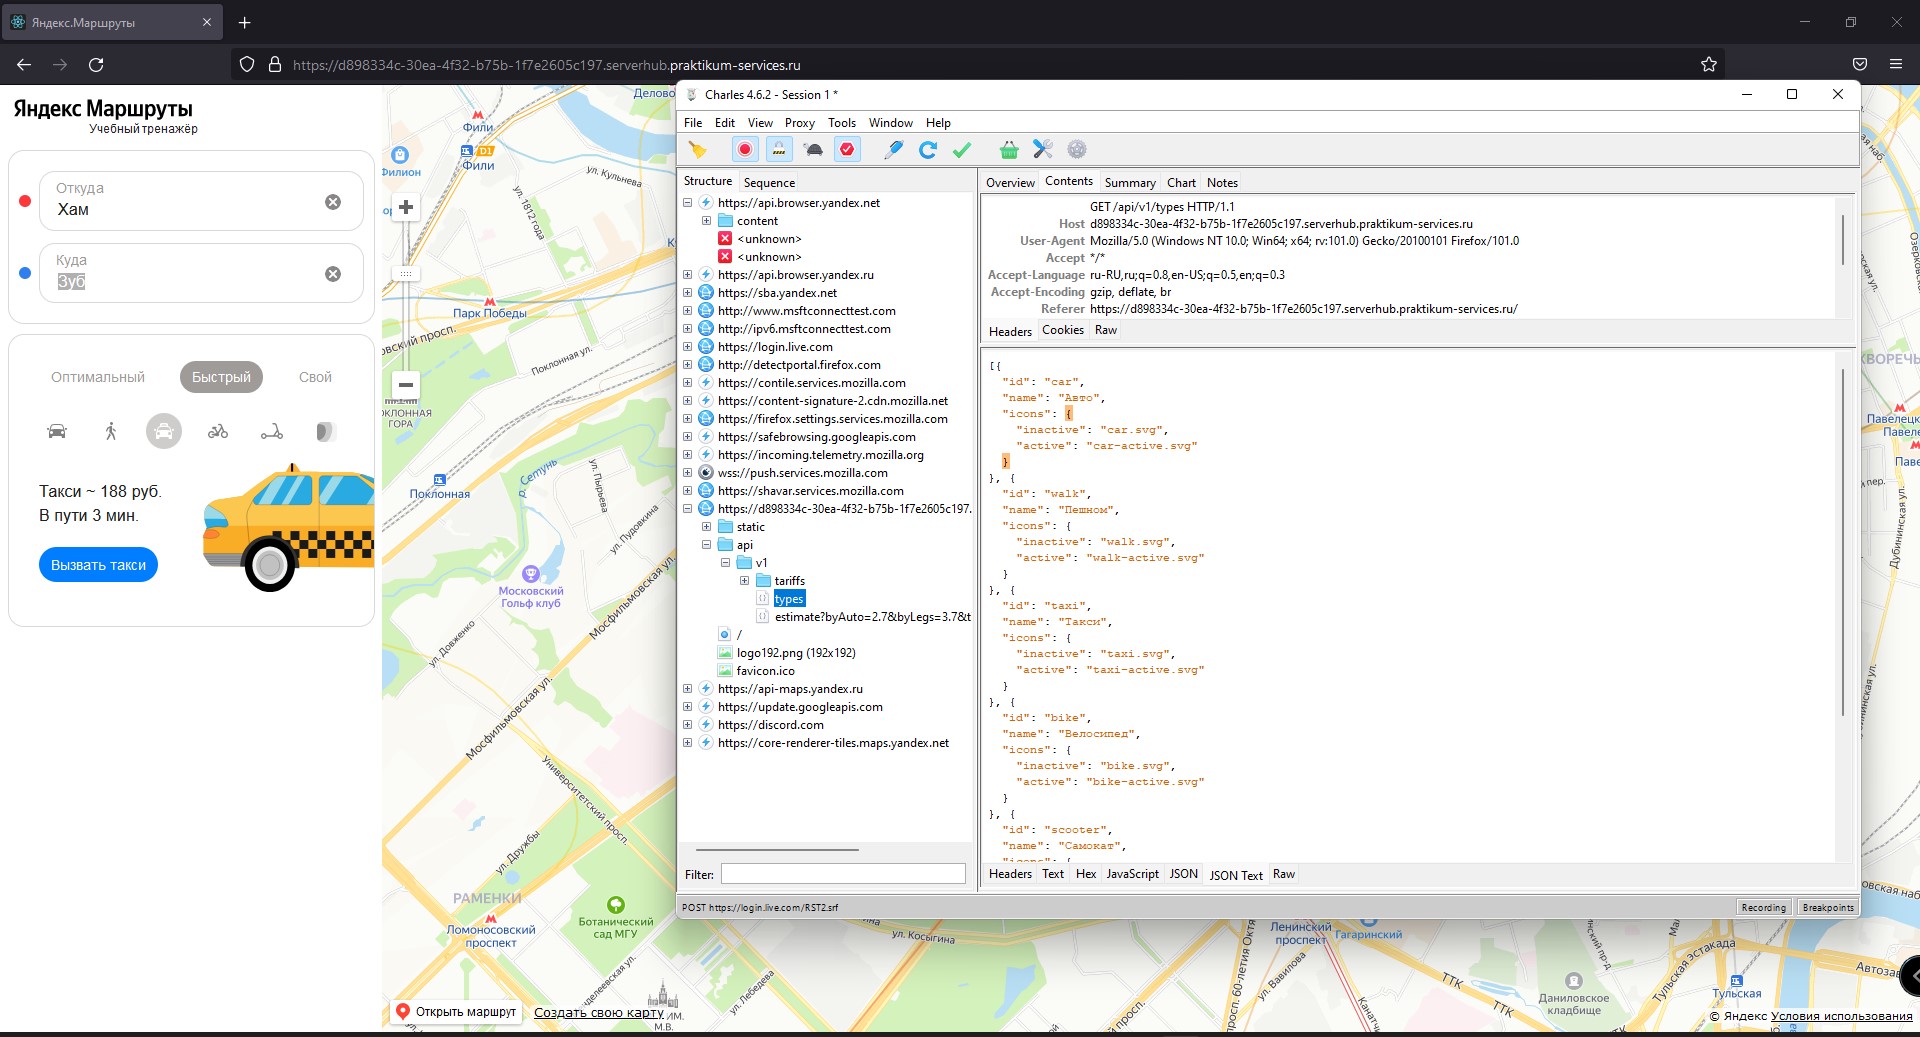 Яндекс.Маршруты
https://d898334c-30ea-4f32-b75b-1f7e2605c197.serverhub.praktikum-services.ru
Яндекс Маршруты
Учебный тренажёр
Откуда
Хам
Куда
Зуб
Оптимальный
Быстрый
Свой
Такси ~ 188 руб.
В пути 3 мин.
Вызвать такси
Делово
Фили
D1
Фили
Филион
ул. Кульнева
ул. 1812 года
Парк Победы
Поклонная ул.
ПОКЛОННАЯ
ГОРА
Поклонная
р. Сетунь
ул. Пырьева
ул. Пудовкина
Московский
Гольф клуб
Мосфильмовская ул.
ул. Довженко
Мосфильмовская ул.
Университетский просп.
ул. Дружбы
РАМЕНКИ
Ломоносовский
проспект
Ботанический
сад МГУ
ул. Косыгина
ул. Лебедева
Открыть маршрут
Создать свою карту
ИМ.
М.В.
Charles 4.6.2 - Session 1 *
File Edit View Proxy Tools Window Help
Structure Sequence
https://api.browser.yandex.net
content
<unknown>
<unknown>
https://api.browser.yandex.ru
https://sba.yandex.net
http://www.msftconnecttest.com
http://ipv6.msftconnecttest.com
https://login.live.com
http://detectportal.firefox.com
https://contile.services.mozilla.com
https://content-signature-2.cdn.mozilla.net
https://firefox.settings.services.mozilla.com
https://safebrowsing.googleapis.com
https://incoming.telemetry.mozilla.org
wss://push.services.mozilla.com
https://shavar.services.mozilla.com
https://d898334c-30ea-4f32-b75b-1f7e2605c197.
static
api
v1
tariffs
types
estimate?byAuto=2.7&byLegs=3.7&t
/
logo192.png (192x192)
favicon.ico
https://api-maps.yandex.ru
https://update.googleapis.com
https://discord.com
https://core-renderer-tiles.maps.yandex.net
Filter:
POST https://login.live.com/RST2.srf
Overview Contents Summary Chart Notes
GET /api/v1/types HTTP/1.1
Host d898334c-30ea-4f32-b75b-1f7e2605c197.serverhub.praktikum-services.ru
User-Agent Mozilla/5.0 (Windows NT 10.0; Win64; x64; rv:101.0) Gecko/20100101 Firefox/101.0
Accept */*
Accept-Language ru-RU,ru;q=0.8,en-US;q=0.5,en;q=0.3
Accept-Encoding gzip, deflate, br
Referer https://d898334c-30ea-4f32-b75b-1f7e2605c197.serverhub.praktikum-services.ru/
Headers Cookies Raw
[{
"id": "car",
"name": "Авто",
"icons": {
"inactive": "car.svg",
"active": "car-active.svg"
}
}, {
"id": "walk",
"name": "Пешком",
"icons": {
"inactive": "walk.svg",
"active": "walk-active.svg"
}
}, {
"id": "taxi",
"name": "Такси",
"icons": {
"inactive": "taxi.svg",
"active": "taxi-active.svg"
}
}, {
"id": "bike",
"name": "Велосипед",
"icons": {
"inactive": "bike.svg",
"active": "bike-active.svg"
}
}, {
"id": "scooter",
"name": "Самокат",
"icons": {
Headers Text Hex JavaScript JSON JSON Text Raw
Recording Breakpoints
Павелецк
Павеле
Паве
Дубининская ул.
Ленинский
проспект
Гагаринский
ул. Вавилова
просп. 60-летия Октя
ТТК
ТТК
Даниловское
кладбище
Тульская эстакада
Тульская
Автозав
© Яндекс Условия использования